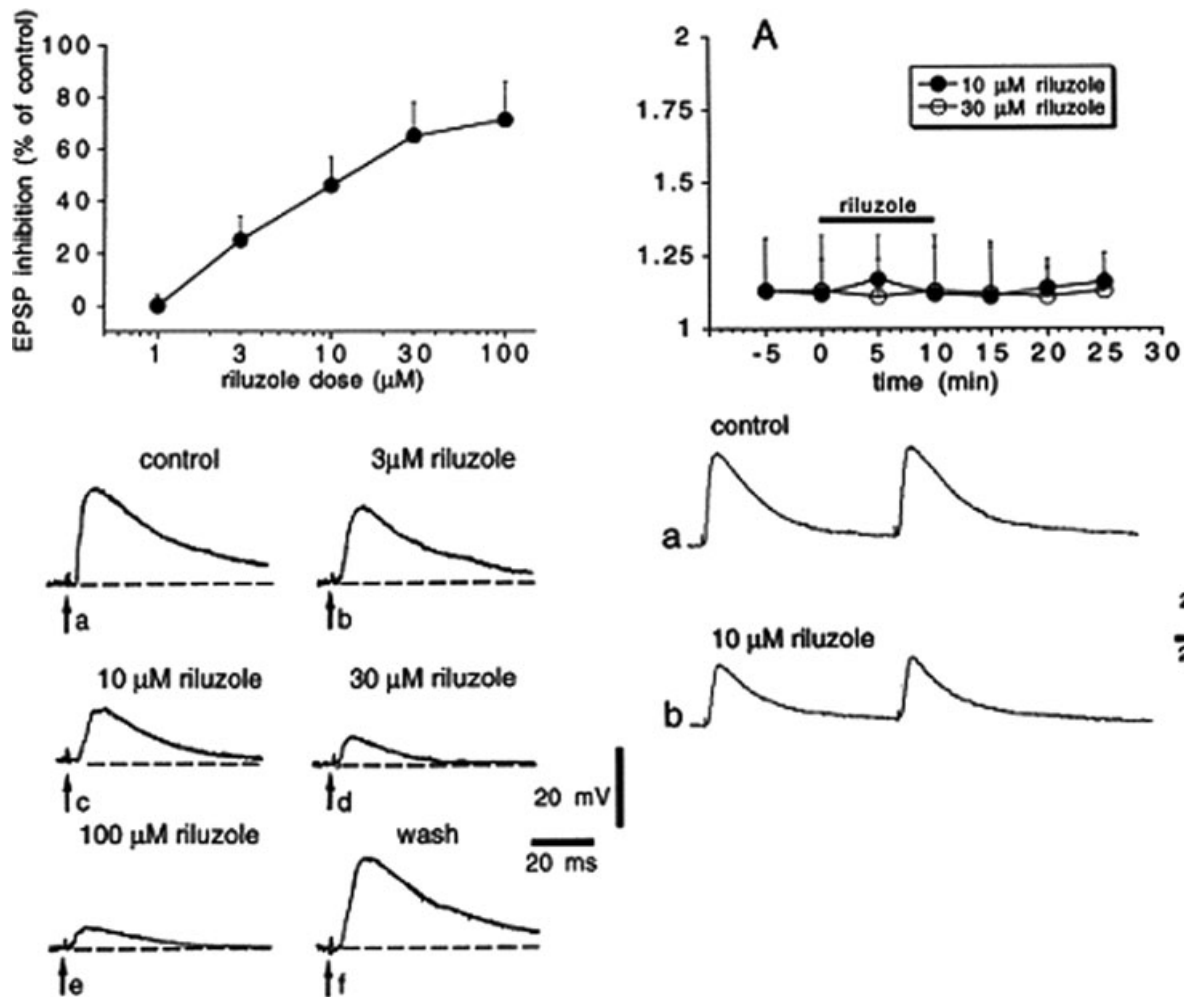 EPSP inhibition (% of control)
100
80
60
40
20
0
1 3 10 30 100
riluzole dose (μM)
A
2
1.75
1.5
1.25
1
10 μM riluzole
30 μM riluzole
riluzole
-5 0 5 10 15 20 25 30
time (min)
control
3μM riluzole
a
b
10 μM riluzole
30 μM riluzole
c
d
20 mV
100 μM riluzole
wash
20 ms
e
f
control
a
10 μM riluzole
b
2
2